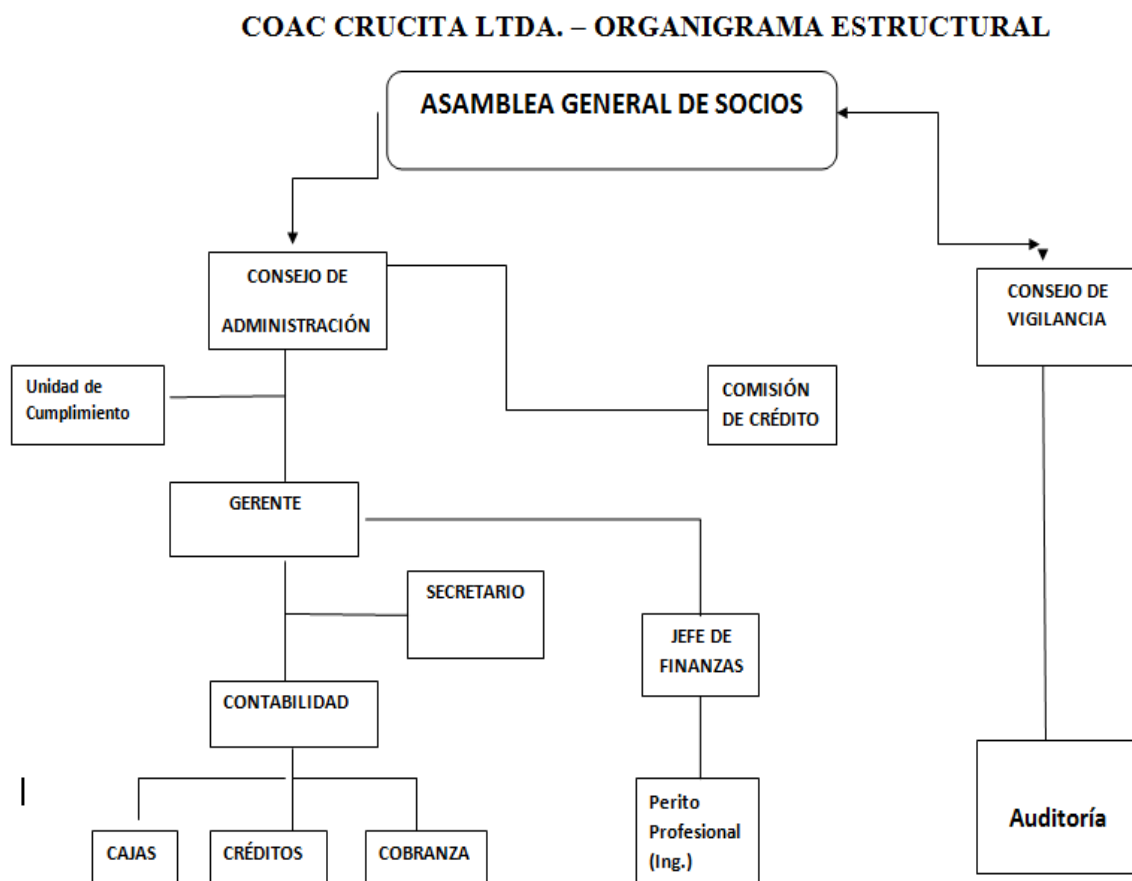 COAC CRUCITA LTDA. – ORGANIGRAMA ESTRUCTURAL
ASAMBLEA GENERAL DE SOCIOS
CONSEJO DE
ADMINISTRACIÓN
CONSEJO DE
VIGILANCIA
Unidad de
Cumplimiento
COMISIÓN
DE CRÉDITO
GERENTE
SECRETARIO
JEFE DE
FINANZAS
CONTABILIDAD
Perito
Profesional
(Ing.)
Auditoría
CAJAS
CRÉDITOS
COBRANZA